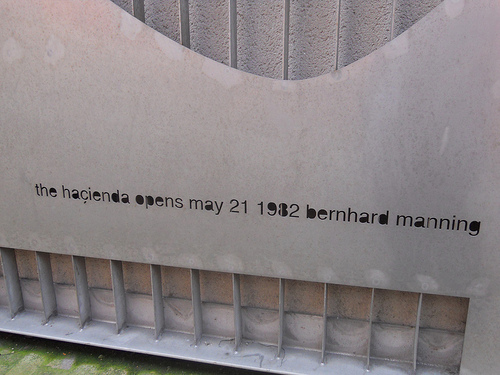 the haçienda opens may 21 1982 bernhard manning